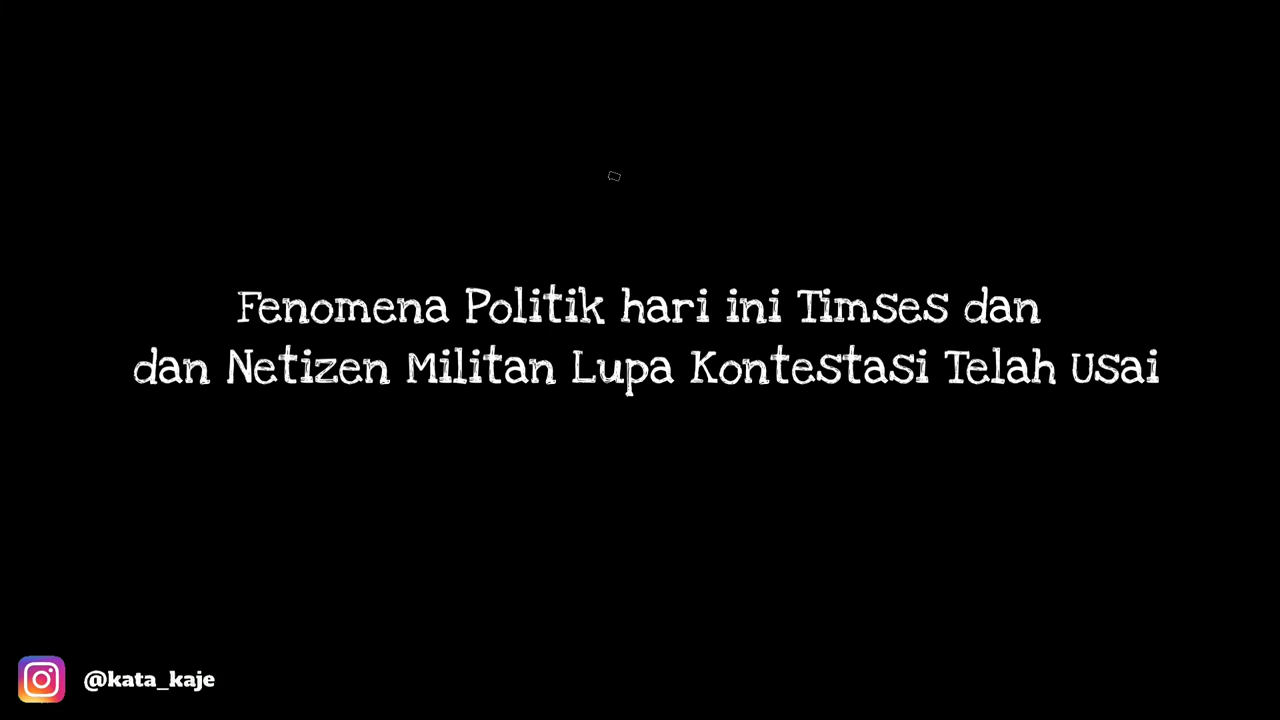 Fenomena Politik hari ini Timses dan
dan Netizen Militan Lupa Kontestasi Telah Usai
@kata_kaje